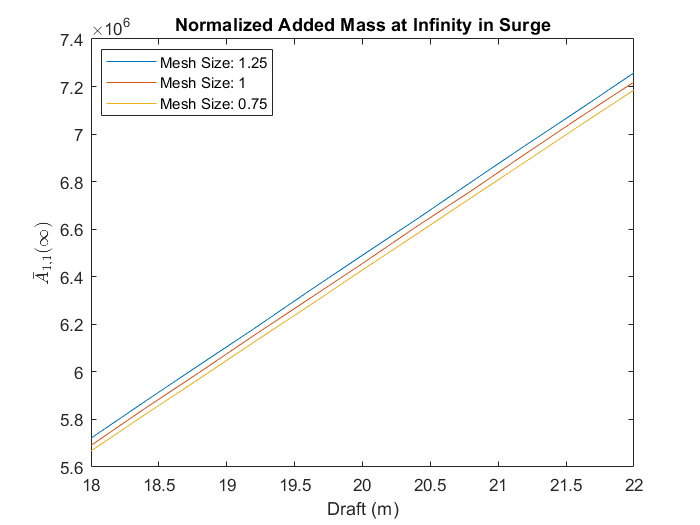 Normalized Added Mass at Infinity in Surge
×10⁶
7.4
7.2
7
6.8
6.6
6.4
6.2
6
5.8
5.6
Ā₁,₁(∞)
Mesh Size: 1.25
Mesh Size: 1
Mesh Size: 0.75
18 18.5 19 19.5 20 20.5 21 21.5 22
Draft (m)